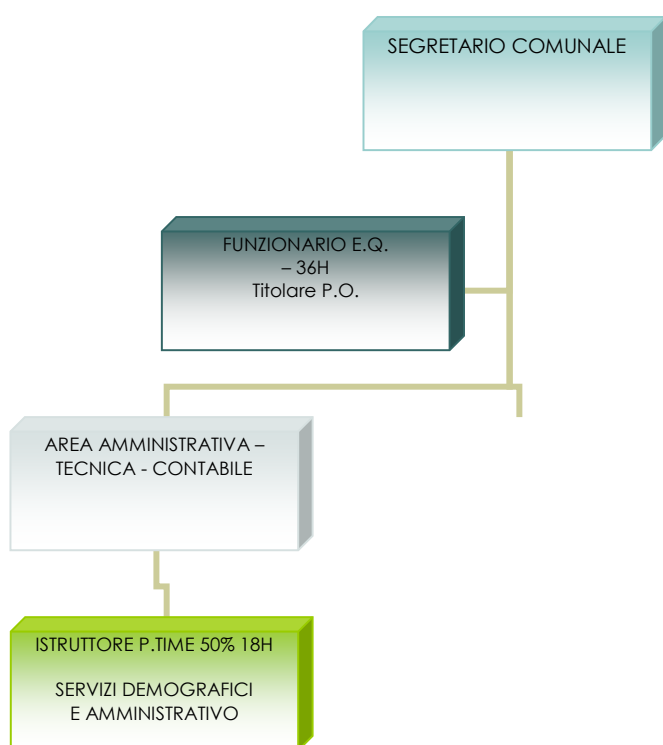 SEGRETARIO COMUNALE
FUNZIONARIO E.Q.
– 36H
Titolare P.O.
AREA AMMINISTRATIVA –
TECNICA - CONTABILE
ISTRUTTORE P.TIME 50% 18H
SERVIZI DEMOGRAFICI
E AMMINISTRATIVO